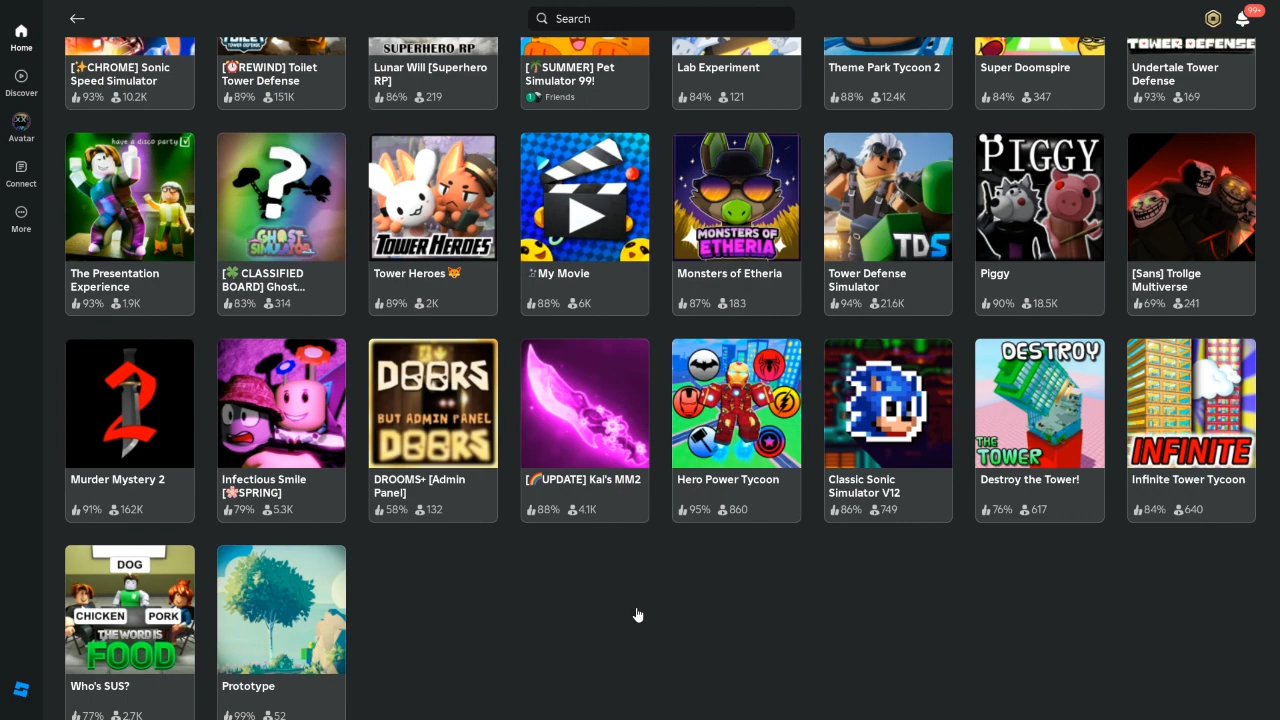 Search
99+
Home
Discover
Avatar
Connect
More
TOWER DEFENSE
SUPERHERO RP
TOWER DEFENSE
[✨CHROME] Sonic
Speed Simulator
93% 10.2K
[⏰REWIND] Toilet
Tower Defense
89% 151K
Lunar Will [Superhero
RP]
86% 219
[🌴SUMMER] Pet
Simulator 99!
1 Friends
Lab Experiment
84% 121
Theme Park Tycoon 2
88% 12.4K
Super Doomspire
84% 347
Undertale Tower
Defense
93% 169
have a disco party
The Presentation
Experience
93% 1.9K
GHOST
SIMULATOR
[🍀 CLASSIFIED
BOARD] Ghost...
83% 314
TOWER HEROES
Tower Heroes 🦊
89% 2K
🎥My Movie
88% 6K
MONSTERS OF
ETHERIA
Monsters of Etheria
87% 183
TDS
Tower Defense
Simulator
94% 21.6K
PIGGY
Piggy
90% 18.5K
[Sans] Trollge
Multiverse
69% 241
2
Murder Mystery 2
91% 162K
Infectious Smile
[🌸SPRING]
79% 5.3K
DOORS
BUT ADMIN PANEL
DOORS
DROOMS+ [Admin
Panel]
58% 132
[🌈UPDATE] Kai's MM2
88% 4.1K
Hero Power Tycoon
95% 860
Classic Sonic
Simulator V12
86% 749
DESTROY
THE
TOWER
Destroy the Tower!
76% 617
INFINITE
Infinite Tower Tycoon
84% 640
DOG
CHICKEN PORK
THE WORD IS
FOOD
Who's SUS?
77% 2.7K
Prototype
99% 52